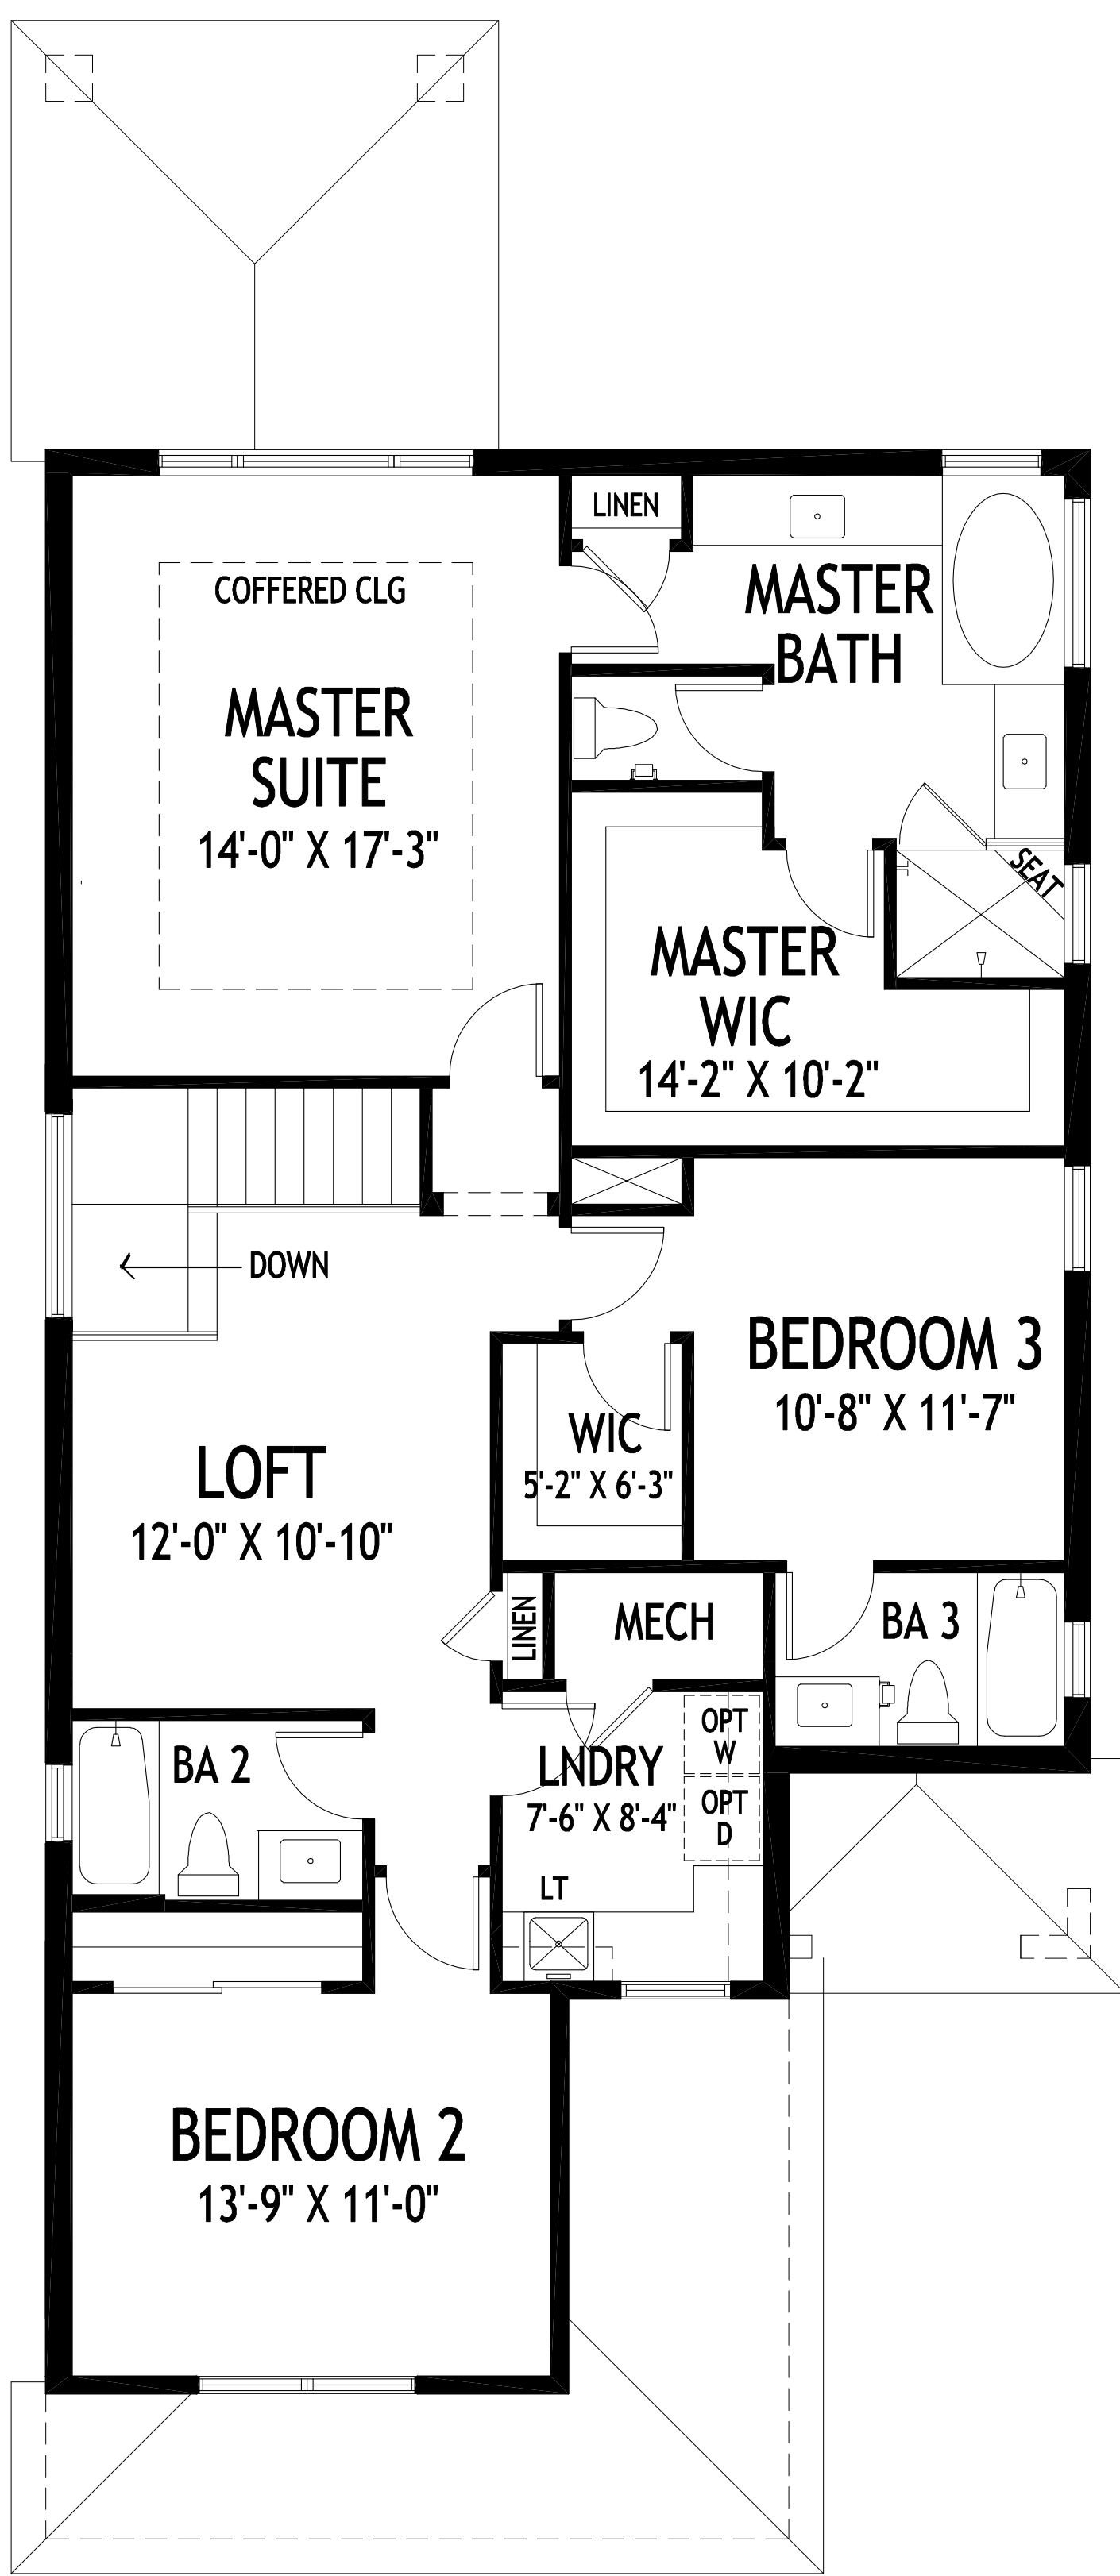 LINEN
COFFERED CLG
MASTER
BATH
MASTER
SUITE
14'-0" X 17'-3"
SEAT
MASTER
WIC
14'-2" X 10'-2"
DOWN
BEDROOM 3
10'-8" X 11'-7"
WIC
5'-2" X 6'-3"
LOFT
12'-0" X 10'-10"
LINEN
MECH
BA 3
OPT
W
BA 2
LNDRY
7'-6" X 8'-4"
OPT
D
LT
BEDROOM 2
13'-9" X 11'-0"